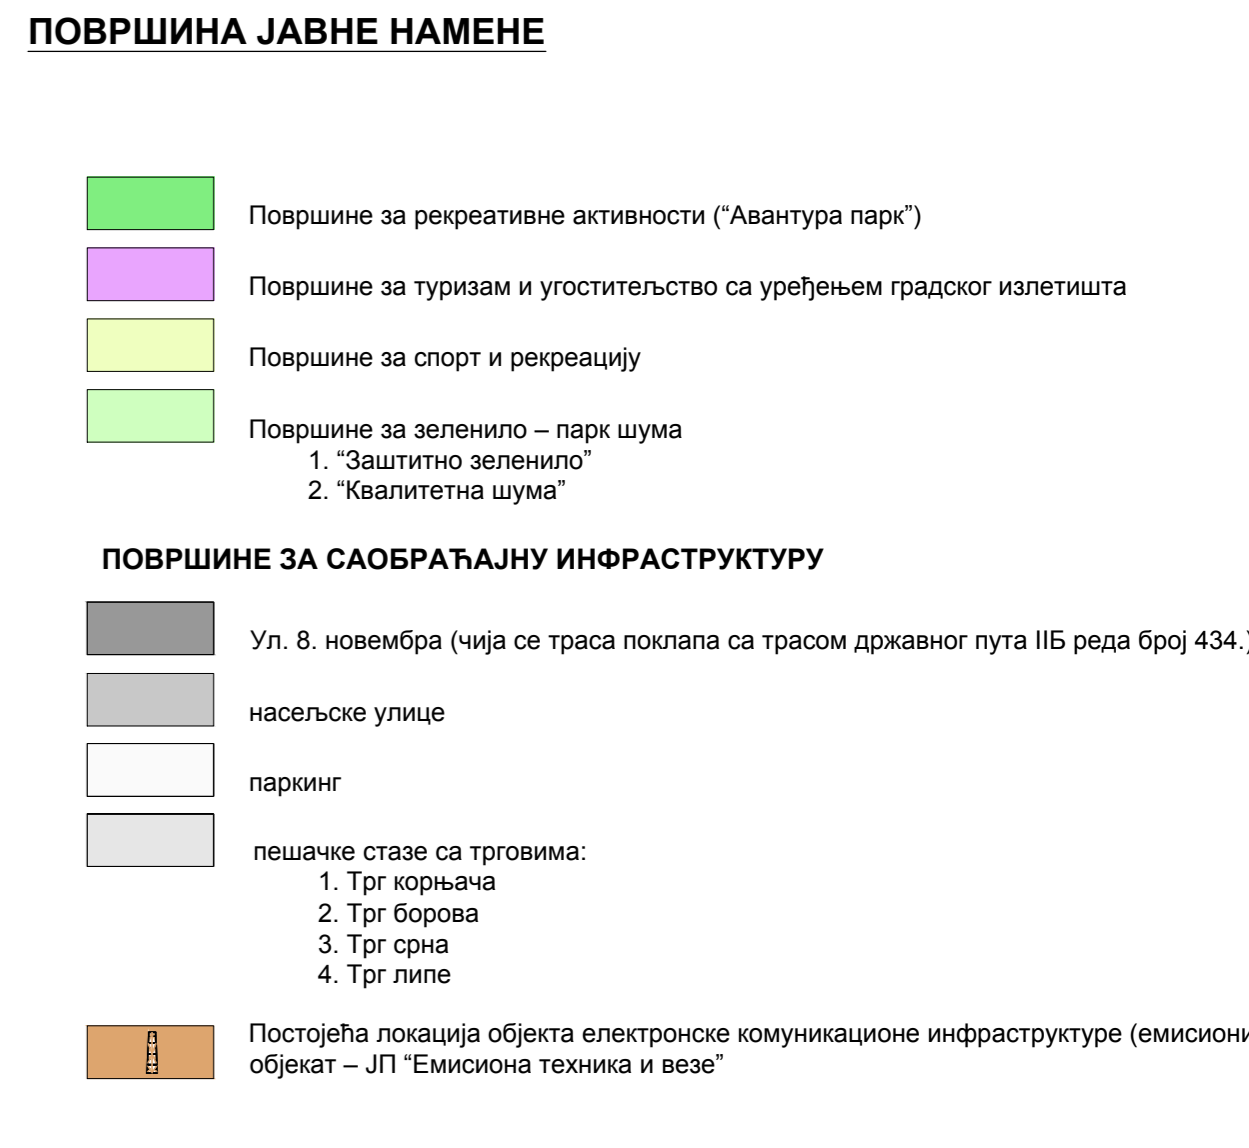 ПОВРШИНА ЈАВНЕ НАМЕНЕ
Површине за рекреативне активности (“Авантура парк”)
Површине за туризам и угоститељство са уређењем градског излетишта
Површине за спорт и рекреацију
Површине за зеленило – парк шума
1. “Заштитно зеленило”
2. “Квалитетна шума”
ПОВРШИНЕ ЗА САОБРАЋАЈНУ ИНФРАСТРУКТУРУ
Ул. 8. новембра (чија се траса поклапа са трасом државног пута IIБ реда број 434.)
насељске улице
паркинг
пешачке стазе са трговима:
1. Трг корњача
2. Трг борова
3. Трг срна
4. Трг липе
Постојећа локација објекта електронске комуникационе инфраструктуре (емисиони
објекат – ЈП “Емисиона техника и везе”